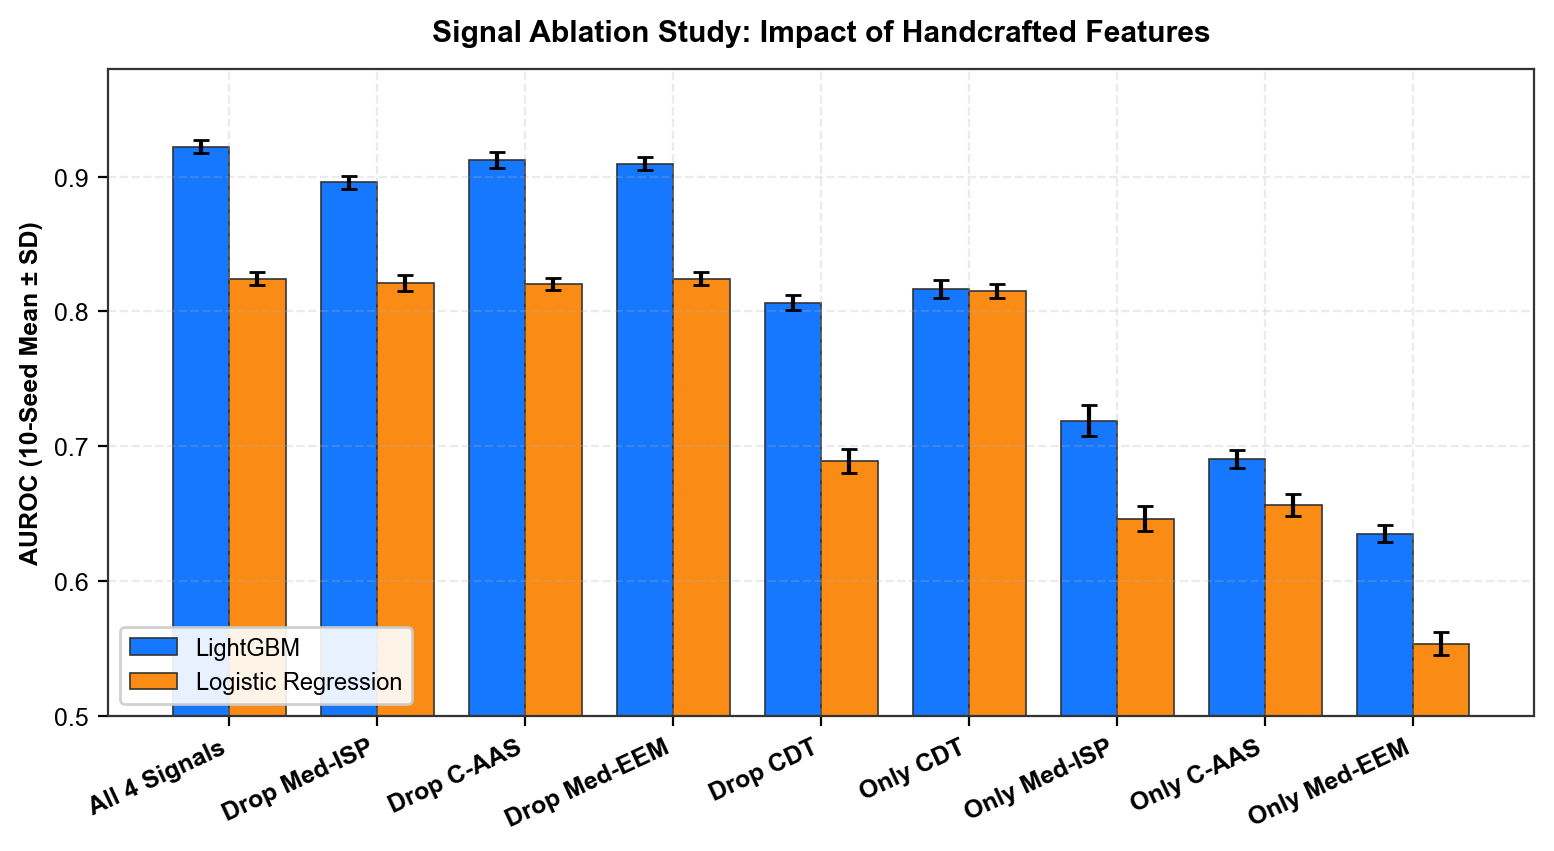 Signal Ablation Study: Impact of Handcrafted Features
AUROC (10-Seed Mean ± SD)
0.9
0.8
0.7
0.6
0.5
LightGBM
Logistic Regression
All 4 Signals
Drop Med-ISP
Drop C-AAS
Drop Med-EEM
Drop CDT
Only CDT
Only Med-ISP
Only C-AAS
Only Med-EEM